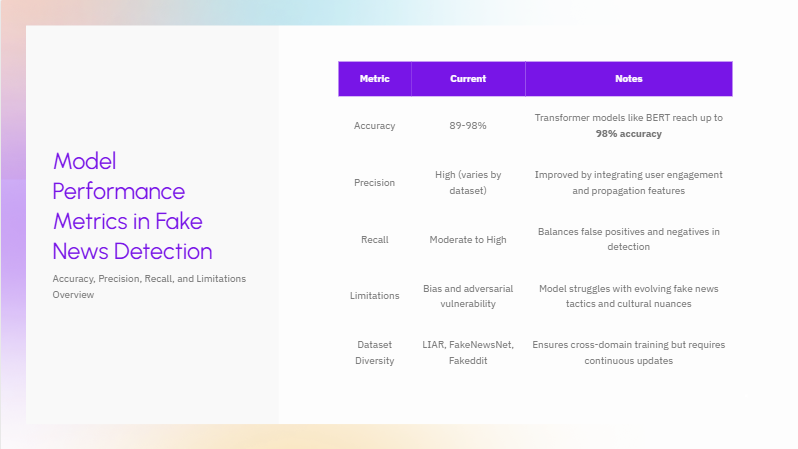 Model
Performance
Metrics in Fake
News Detection
Accuracy, Precision, Recall, and Limitations
Overview
Metric Current Notes
Accuracy 89-98% Transformer models like BERT reach up to
98% accuracy
Precision High (varies by
dataset) Improved by integrating user engagement
and propagation features
Recall Moderate to High Balances false positives and negatives in
detection
Limitations Bias and adversarial
vulnerability Model struggles with evolving fake news
tactics and cultural nuances
Dataset
Diversity LIAR, FakeNewsNet,
Fakeddit Ensures cross-domain training but requires
continuous updates